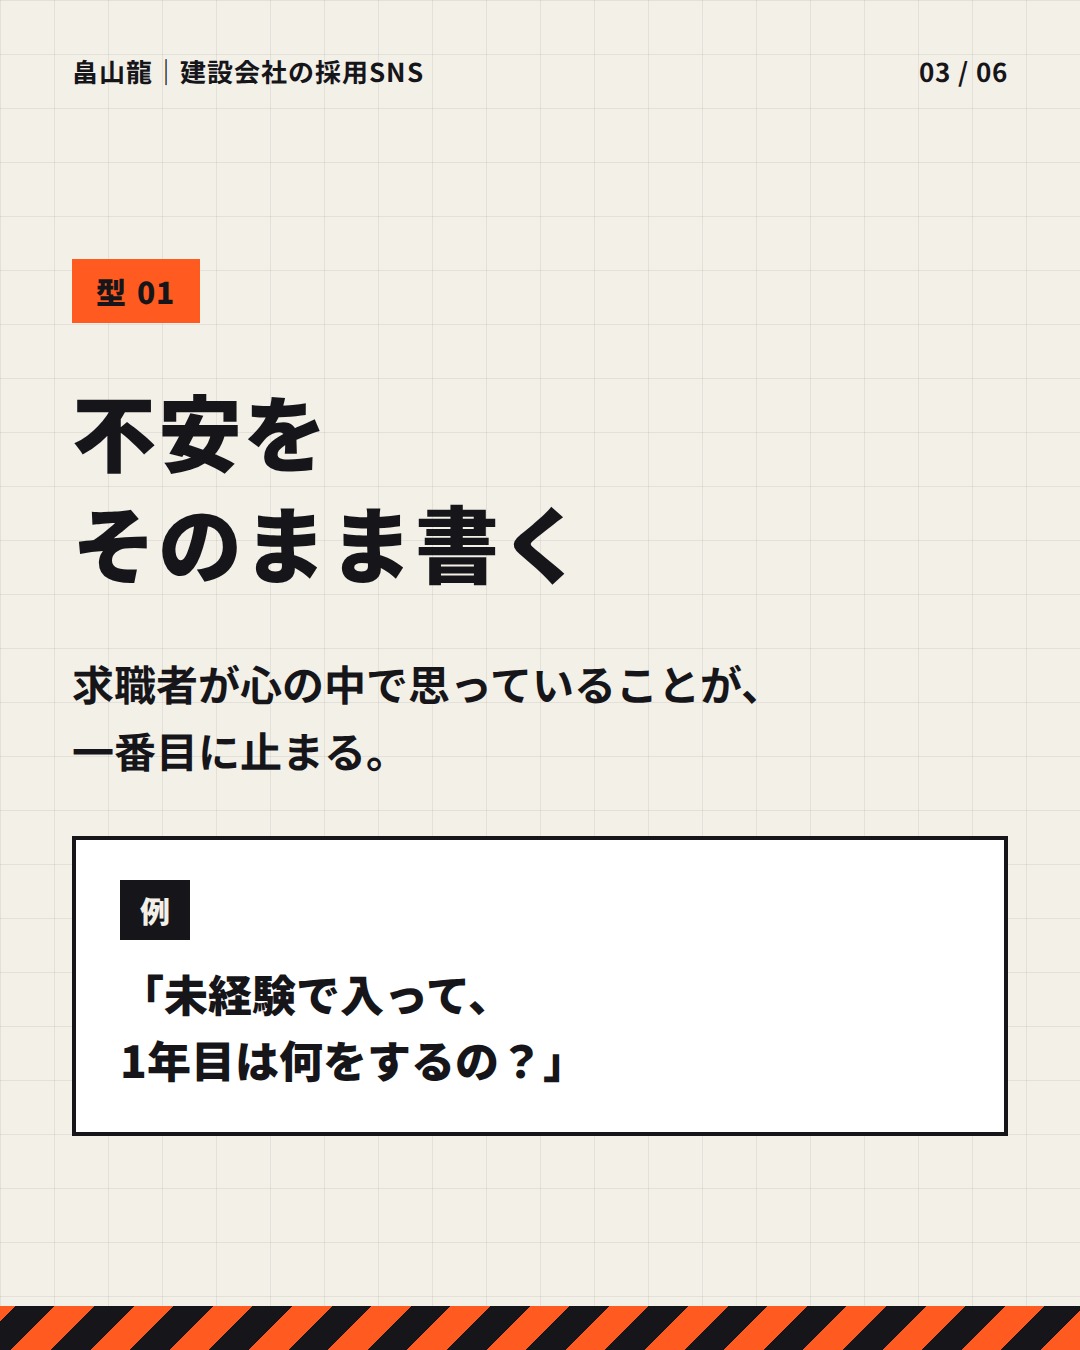 畠山龍｜建設会社の採用SNS
03 / 06
型 01
不安を
そのまま書く
求職者が心の中で思っていることが、
一番目に止まる。
例
「未経験で入って、
1年目は何をするの？」